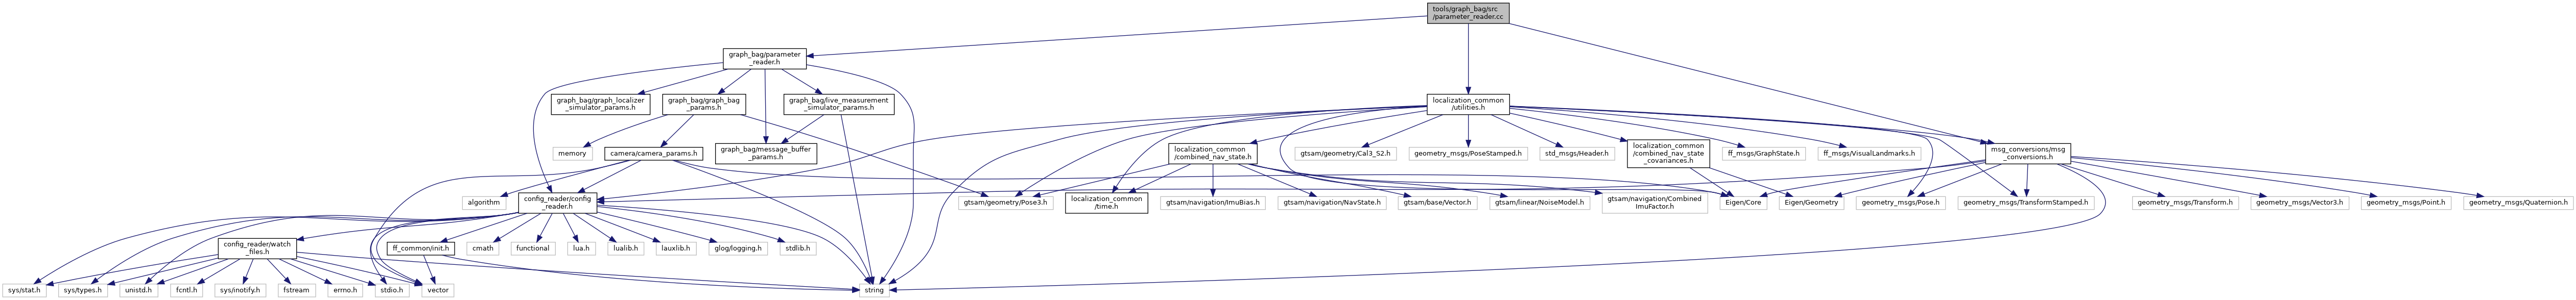 tools/graph_bag/src
/parameter_reader.cc
graph_bag/parameter
_reader.h
graph_bag/graph_localizer
_simulator_params.h
graph_bag/graph_bag
_params.h
graph_bag/live_measurement
_simulator_params.h
localization_common
/utilities.h
memory
camera/camera_params.h
graph_bag/message_buffer
_params.h
localization_common
/combined_nav_state.h
gtsam/geometry/Cal3_S2.h
geometry_msgs/PoseStamped.h
std_msgs/Header.h
localization_common
/combined_nav_state
_covariances.h
ff_msgs/GraphState.h
ff_msgs/VisualLandmarks.h
msg_conversions/msg
_conversions.h
algorithm
config_reader/config
_reader.h
gtsam/geometry/Pose3.h
localization_common
/time.h
gtsam/navigation/ImuBias.h
gtsam/navigation/NavState.h
gtsam/base/Vector.h
gtsam/linear/NoiseModel.h
gtsam/navigation/Combined
ImuFactor.h
Eigen/Core
Eigen/Geometry
geometry_msgs/Pose.h
geometry_msgs/TransformStamped.h
geometry_msgs/Transform.h
geometry_msgs/Vector3.h
geometry_msgs/Point.h
geometry_msgs/Quaternion.h
config_reader/watch
_files.h
ff_common/init.h
cmath
functional
lua.h
lualib.h
lauxlib.h
glog/logging.h
stdlib.h
sys/stat.h
sys/types.h
unistd.h
fcntl.h
sys/inotify.h
fstream
errno.h
stdio.h
vector
string